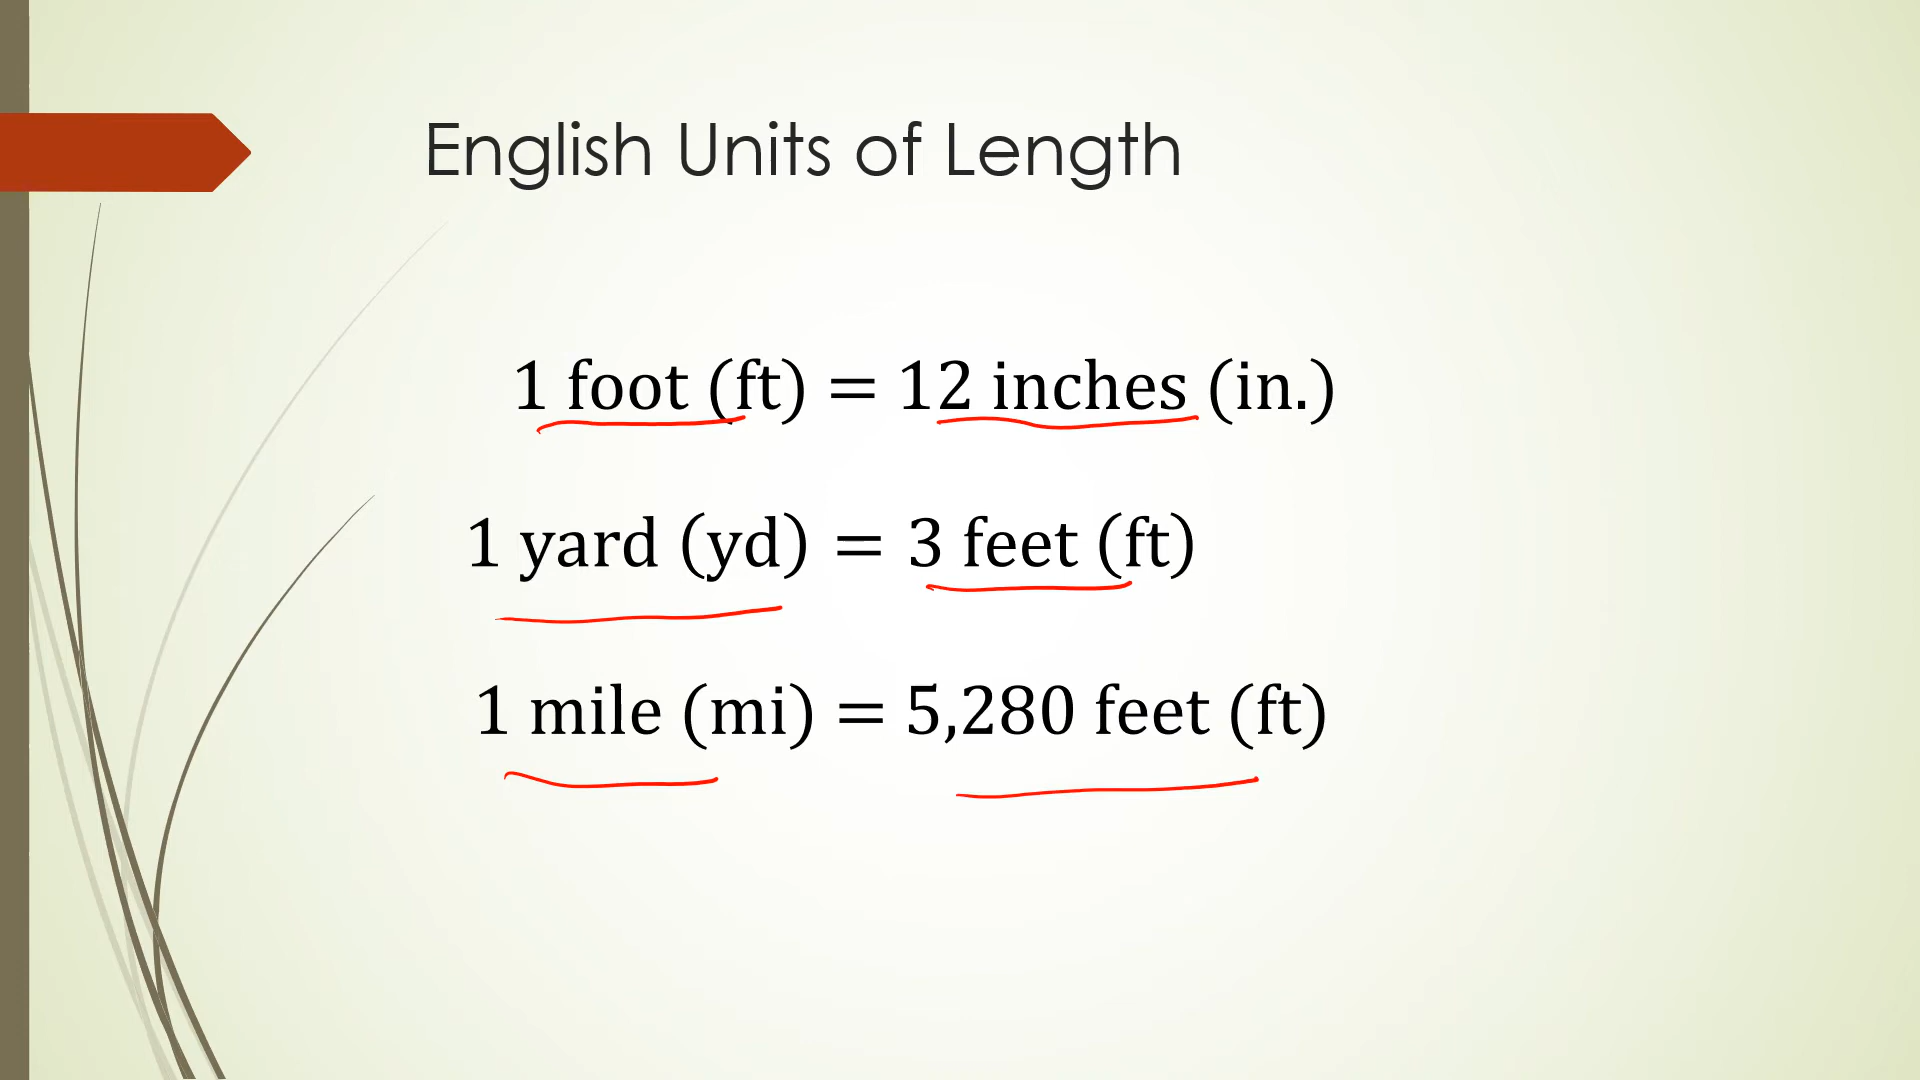 English Units of Length
1 foot (ft) = 12 inches (in.)
1 yard (yd) = 3 feet (ft)
1 mile (mi) = 5,280 feet (ft)